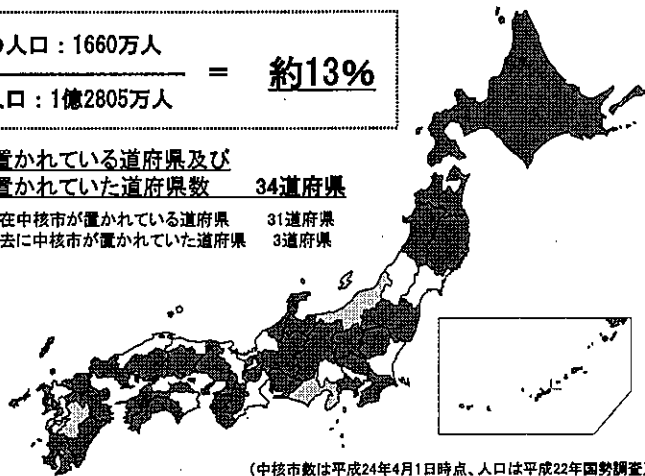 人口：1660万人
＝ 約13%
人口：1億2805万人
置かれている道府県及び
置かれていた道府県数 34道府県
在中核市が置かれている道府県 31道府県
去に中核市が置かれていた道府県 3道府県
（中核市数は平成24年4月1日時点、人口は平成22年国勢調査）